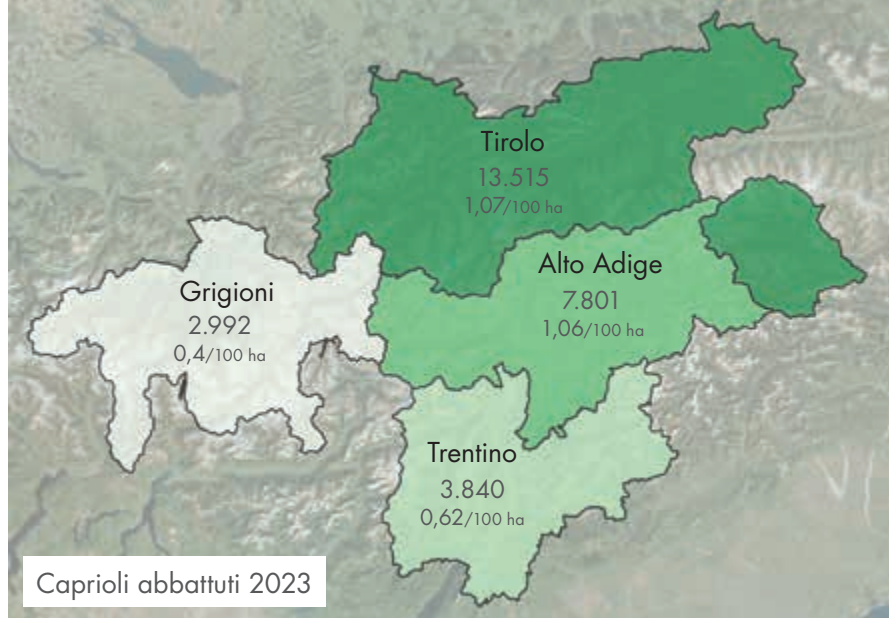 Tirolo
13.515
1,07/100 ha
Alto Adige
7.801
1,06/100 ha
Grigioni
2.992
0,4/100 ha
Trentino
3.840
0,62/100 ha
Caprioli abbattuti 2023